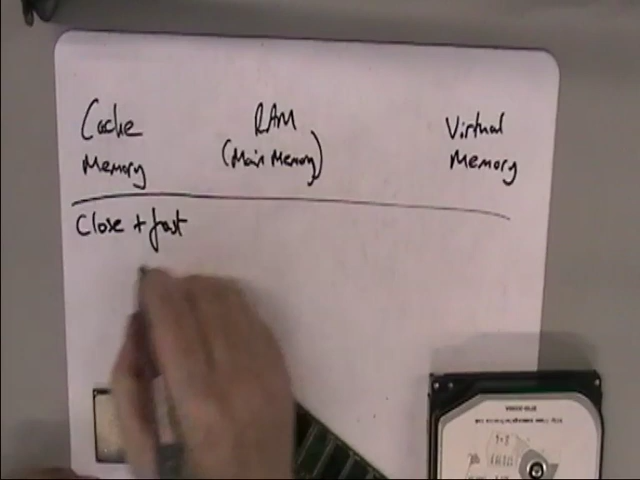 Cache
Memory
RAM
(Main Memory)
Virtual
Memory
Close + fast